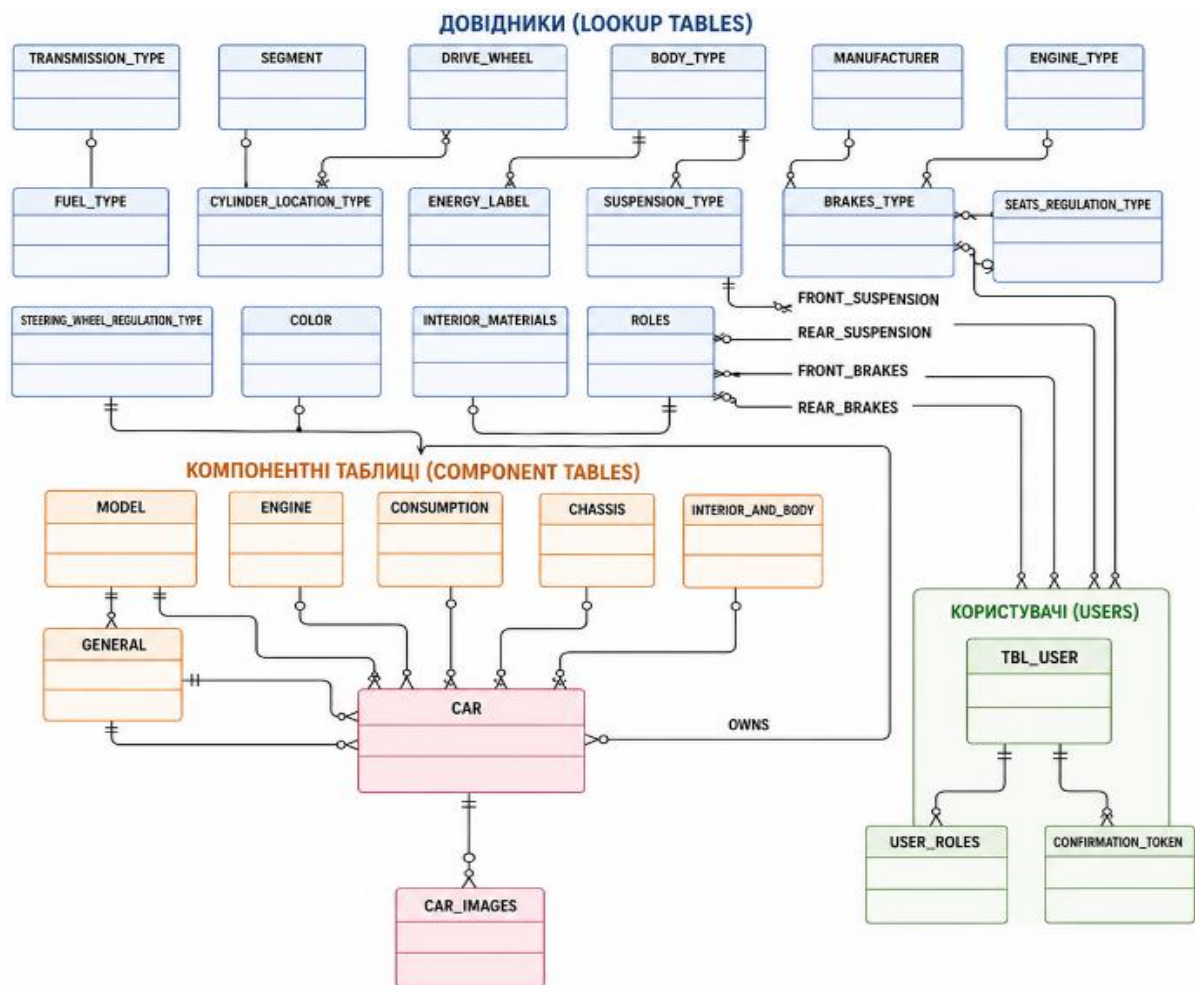 ДОВІДНИКИ (LOOKUP TABLES)
TRANSMISSION_TYPE
SEGMENT
DRIVE_WHEEL
BODY_TYPE
MANUFACTURER
ENGINE_TYPE
FUEL_TYPE
CYLINDER_LOCATION_TYPE
ENERGY_LABEL
SUSPENSION_TYPE
BRAKES_TYPE
SEATS_REGULATION_TYPE
STEERING_WHEEL_REGULATION_TYPE
COLOR
INTERIOR_MATERIALS
ROLES
FRONT_SUSPENSION
REAR_SUSPENSION
FRONT_BRAKES
REAR_BRAKES
КОМПОНЕНТНІ ТАБЛИЦІ (COMPONENT TABLES)
MODEL
ENGINE
CONSUMPTION
CHASSIS
INTERIOR_AND_BODY
GENERAL
CAR
OWNS
КОРИСТУВАЧІ (USERS)
TBL_USER
USER_ROLES
CONFIRMATION_TOKEN
CAR_IMAGES